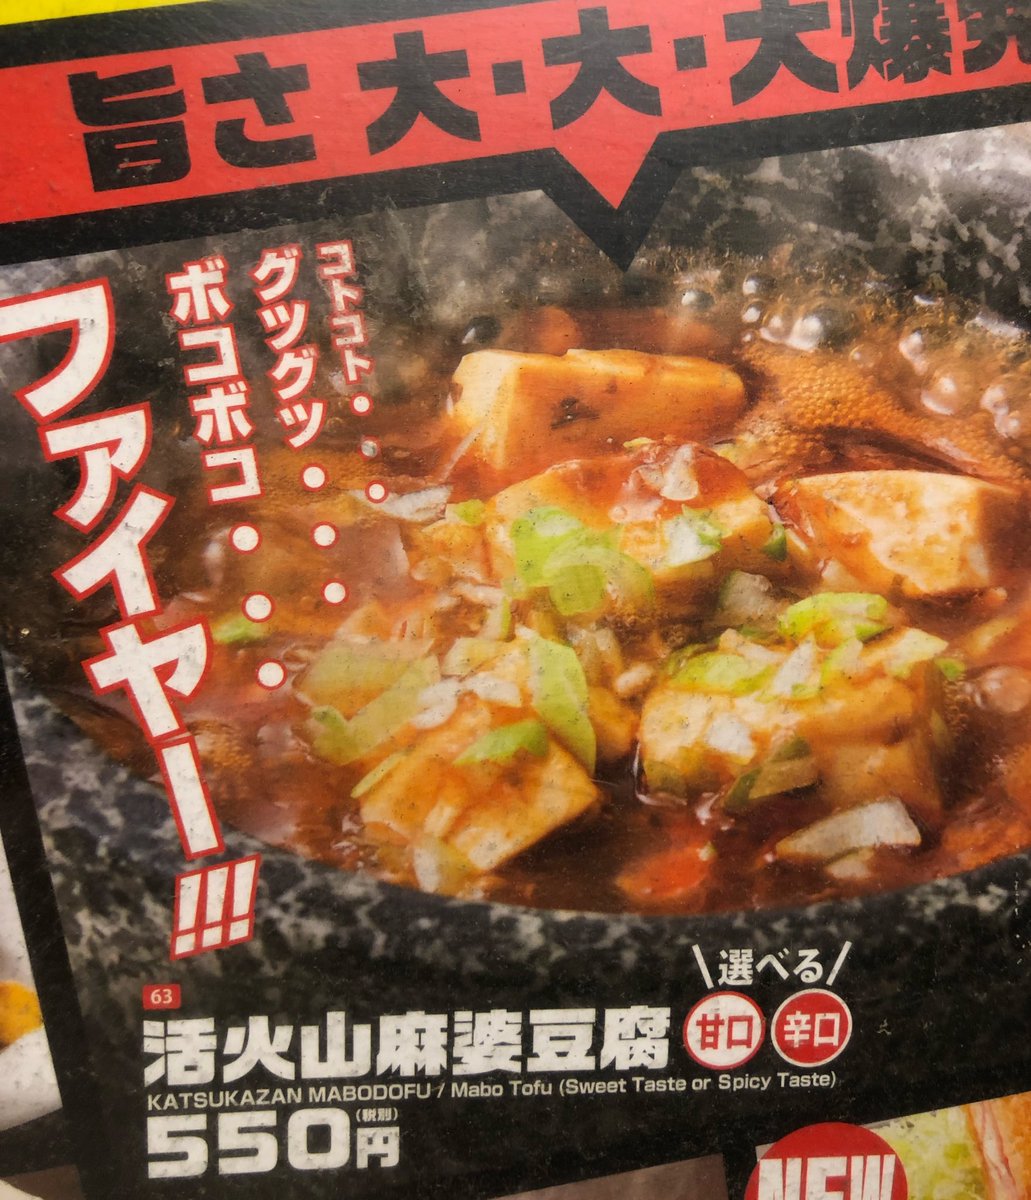 旨さ 大・大・大爆発
コトコト・・・
グツグツ・・・
ボコボコ・・・
ファイヤー!!!
63
活火山麻婆豆腐
選べる
甘口 辛口
KATSUKAZAN MABODOFU / Mabo Tofu (Sweet Taste or Spicy Taste)
550円(税別)
NEW